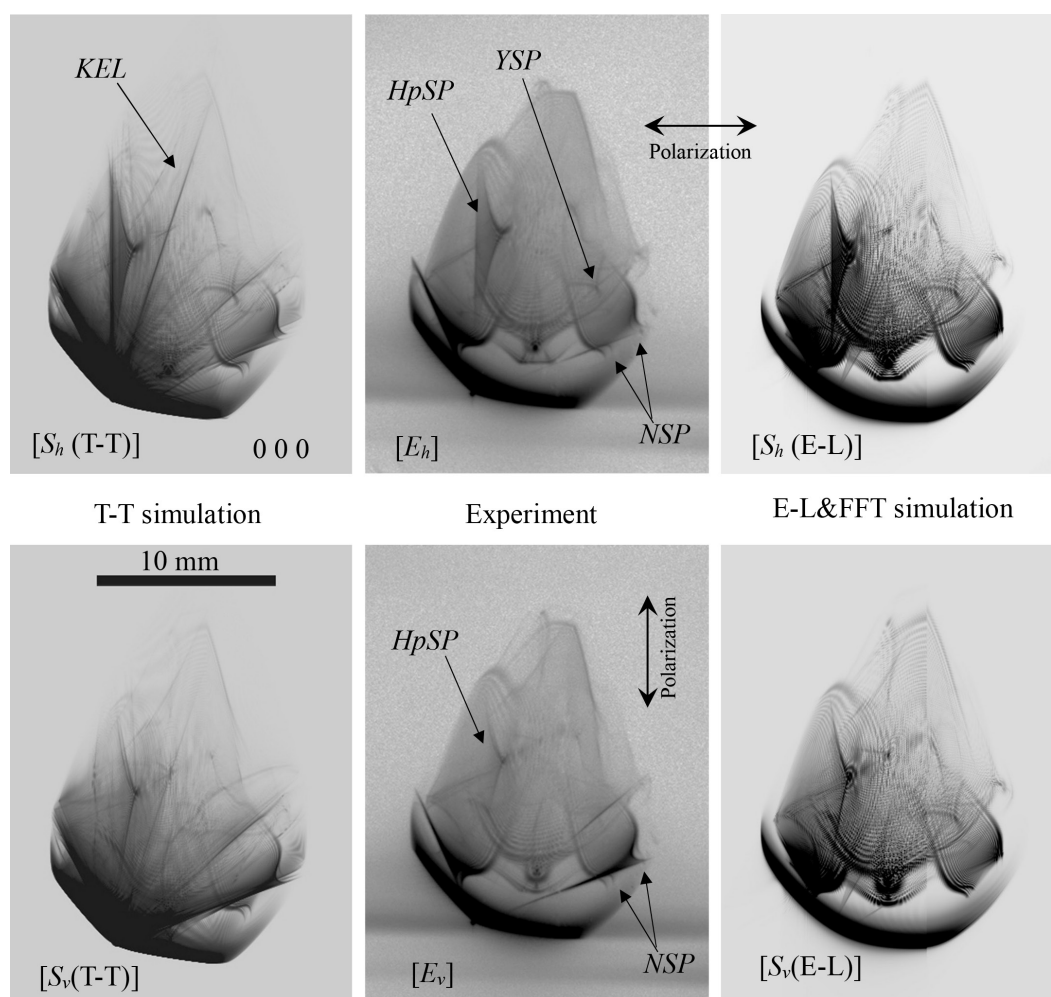 KEL
HpSP
YSP
Polarization
[Sh (T-T)]
0 0 0
[Eh]
NSP
[Sh (E-L)]
T-T simulation
Experiment
E-L&FFT simulation
10 mm
HpSP
Polarization
[Sv(T-T)]
[Ev]
NSP
[Sv(E-L)]